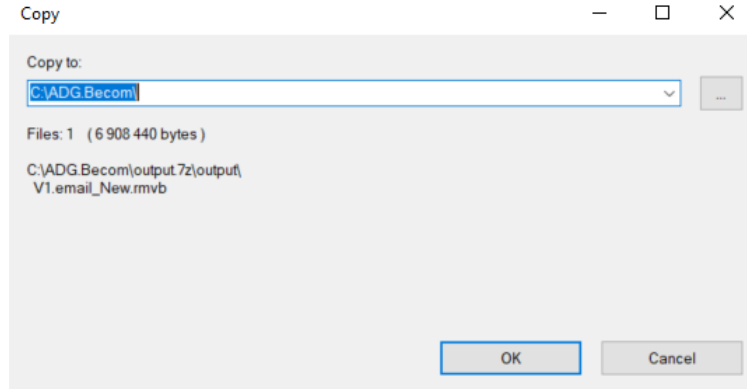 Copy
Copy to:
C:\ADG.Becom\
...
Files: 1 ( 6 908 440 bytes )
C:\ADG.Becom\output.7z\output\
V1.email_New.rmvb
OK
Cancel